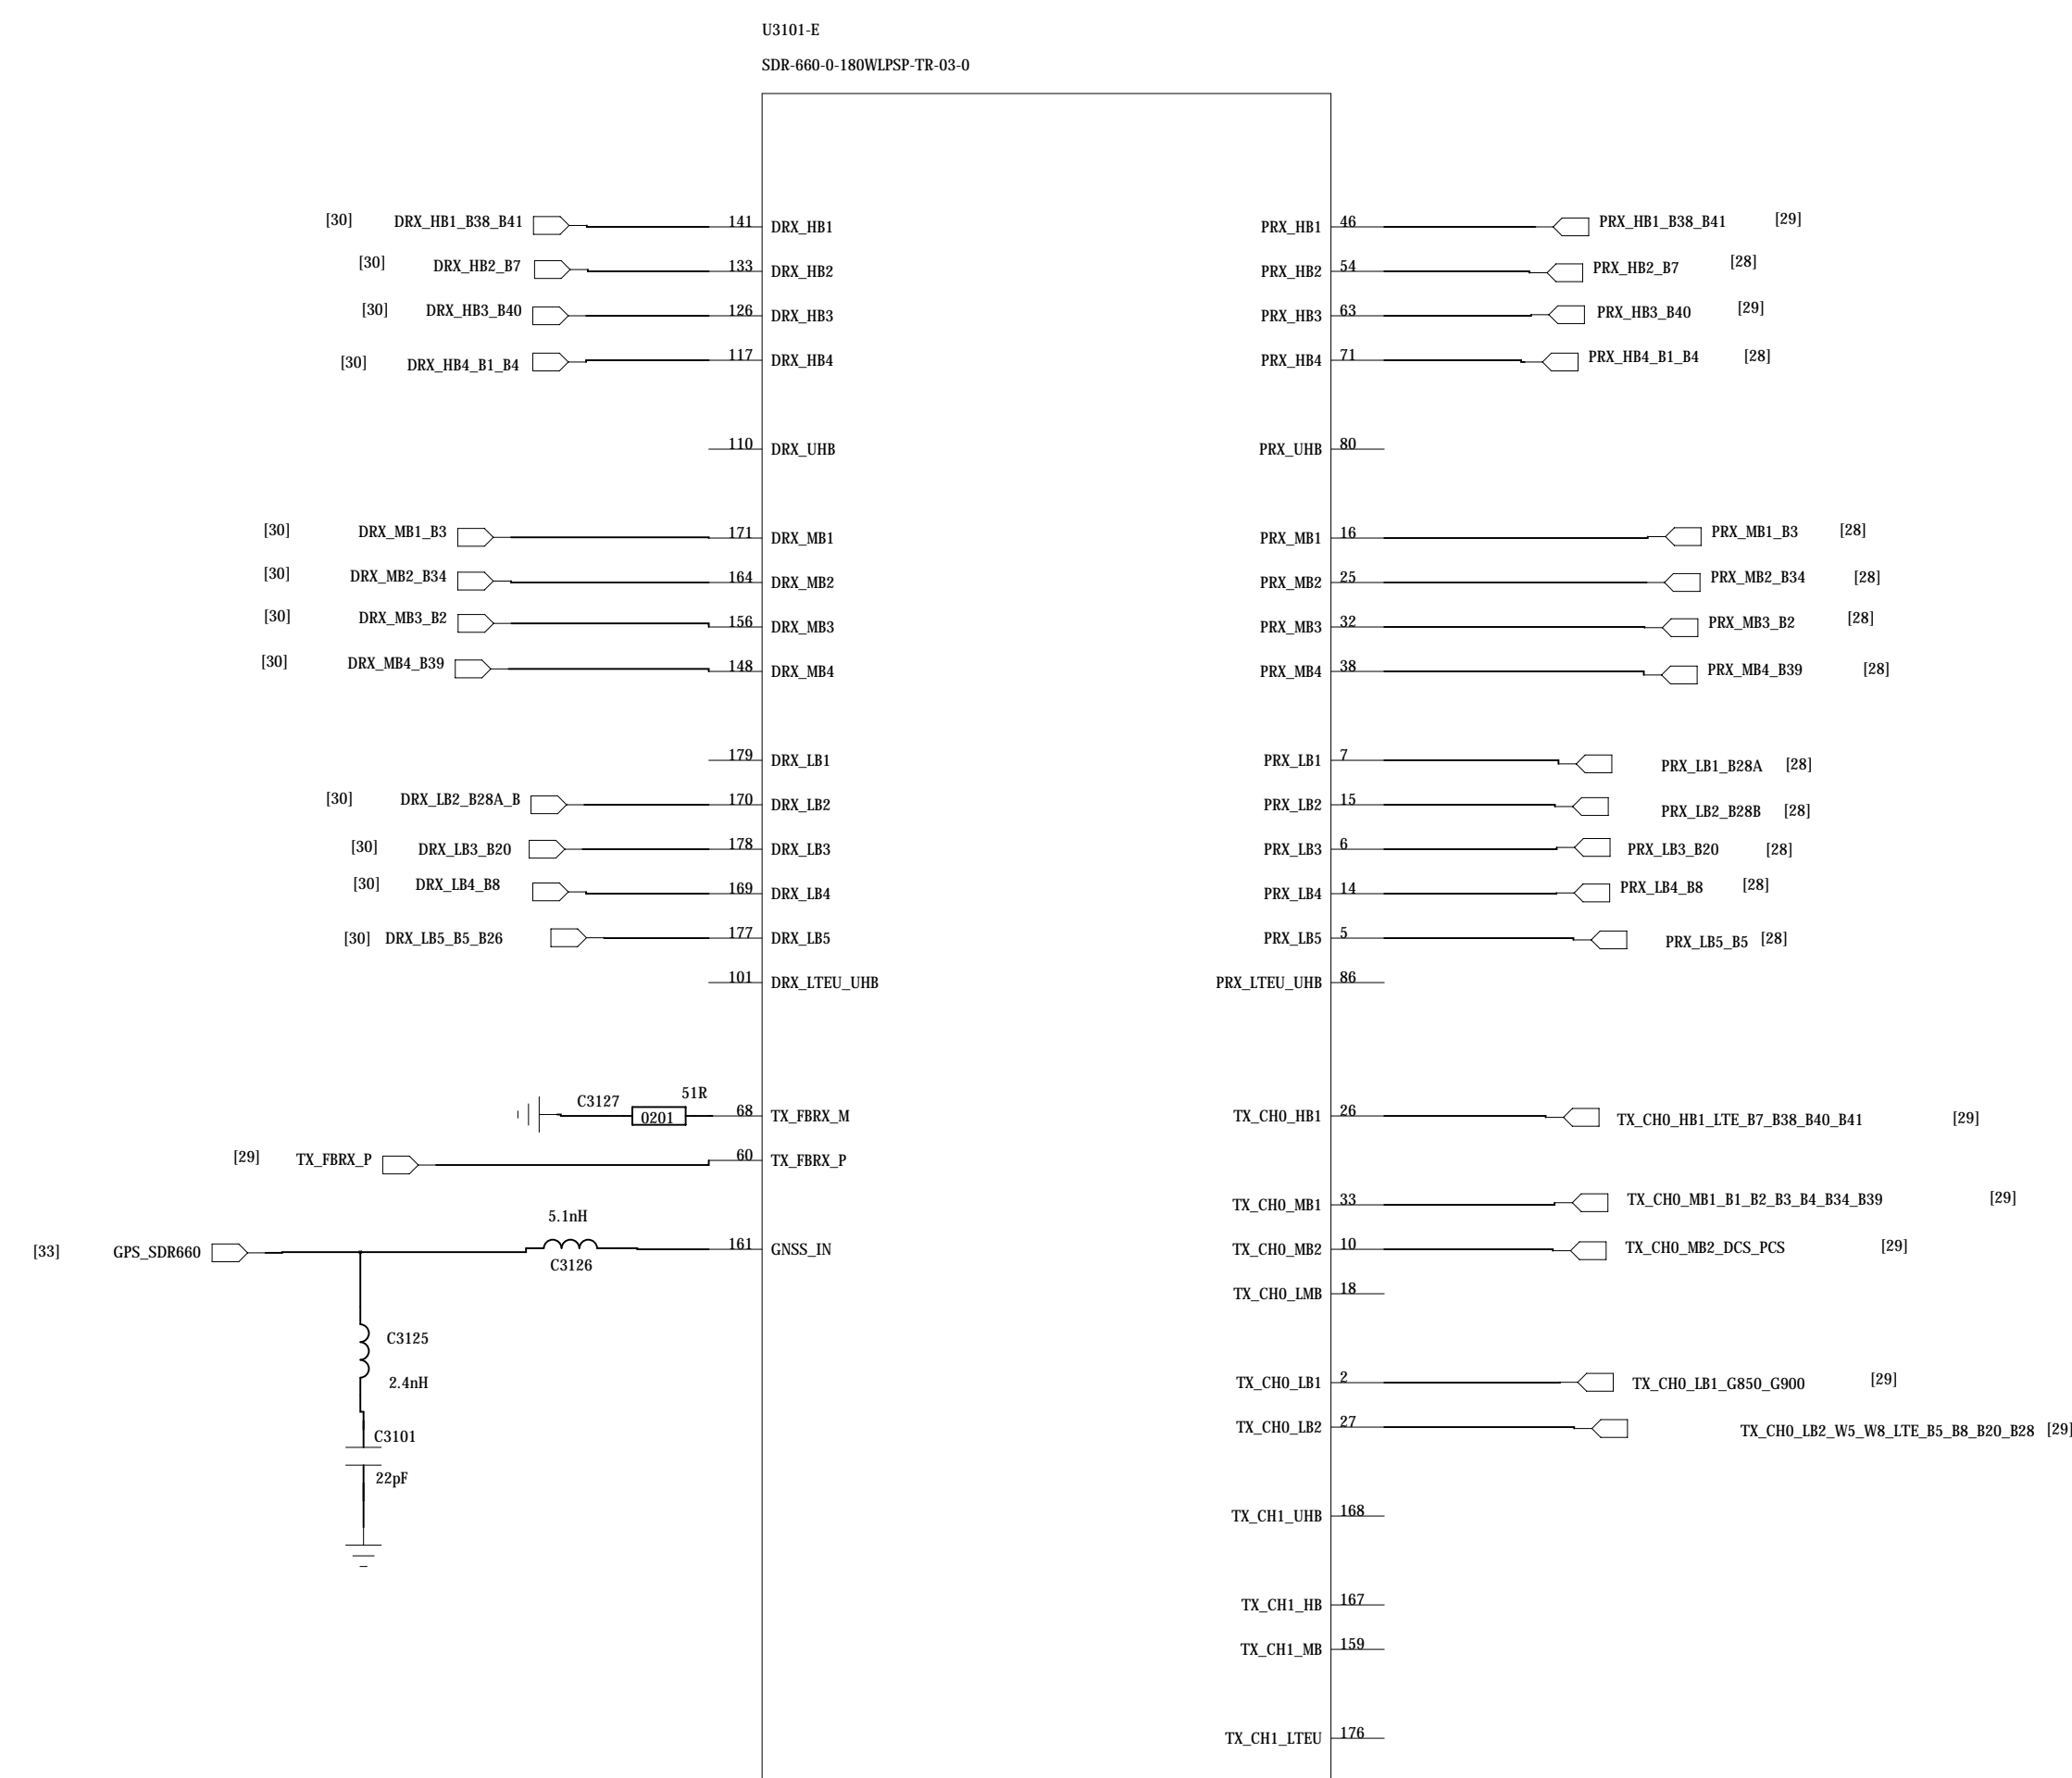 U3101-E
SDR-660-0-180WLPSP-TR-03-0
[30] DRX_HB1_B38_B41 141 DRX_HB1 PRX_HB1 46 PRX_HB1_B38_B41 [29]
[30] DRX_HB2_B7 133 DRX_HB2 PRX_HB2 54 PRX_HB2_B7 [28]
[30] DRX_HB3_B40 126 DRX_HB3 PRX_HB3 63 PRX_HB3_B40 [29]
[30] DRX_HB4_B1_B4 117 DRX_HB4 PRX_HB4 71 PRX_HB4_B1_B4 [28]
110 DRX_UHB PRX_UHB 80
[30] DRX_MB1_B3 171 DRX_MB1 PRX_MB1 16 PRX_MB1_B3 [28]
[30] DRX_MB2_B34 164 DRX_MB2 PRX_MB2 25 PRX_MB2_B34 [28]
[30] DRX_MB3_B2 156 DRX_MB3 PRX_MB3 32 PRX_MB3_B2 [28]
[30] DRX_MB4_B39 148 DRX_MB4 PRX_MB4 38 PRX_MB4_B39 [28]
179 DRX_LB1 PRX_LB1 7 PRX_LB1_B28A [28]
[30] DRX_LB2_B28A_B 170 DRX_LB2 PRX_LB2 15 PRX_LB2_B28B [28]
[30] DRX_LB3_B20 178 DRX_LB3 PRX_LB3 6 PRX_LB3_B20 [28]
[30] DRX_LB4_B8 169 DRX_LB4 PRX_LB4 14 PRX_LB4_B8 [28]
[30] DRX_LB5_B5_B26 177 DRX_LB5 PRX_LB5 5 PRX_LB5_B5 [28]
101 DRX_LTEU_UHB PRX_LTEU_UHB 86
C3127 0201 51R 68 TX_FBRX_M TX_CH0_HB1 26 TX_CH0_HB1_LTE_B7_B38_B40_B41 [29]
[29] TX_FBRX_P 60 TX_FBRX_P
TX_CH0_MB1 33 TX_CH0_MB1_B1_B2_B3_B4_B34_B39 [29]
5.1nH
[33] GPS_SDR660 161 GNSS_IN TX_CH0_MB2 10 TX_CH0_MB2_DCS_PCS [29]
C3126
TX_CH0_LMB 18
C3125
2.4nH TX_CH0_LB1 2 TX_CH0_LB1_G850_G900 [29]
C3101 TX_CH0_LB2 27 TX_CH0_LB2_W5_W8_LTE_B5_B8_B20_B28 [29]
22pF
TX_CH1_UHB 168
TX_CH1_HB 167
TX_CH1_MB 159
TX_CH1_LTEU 176